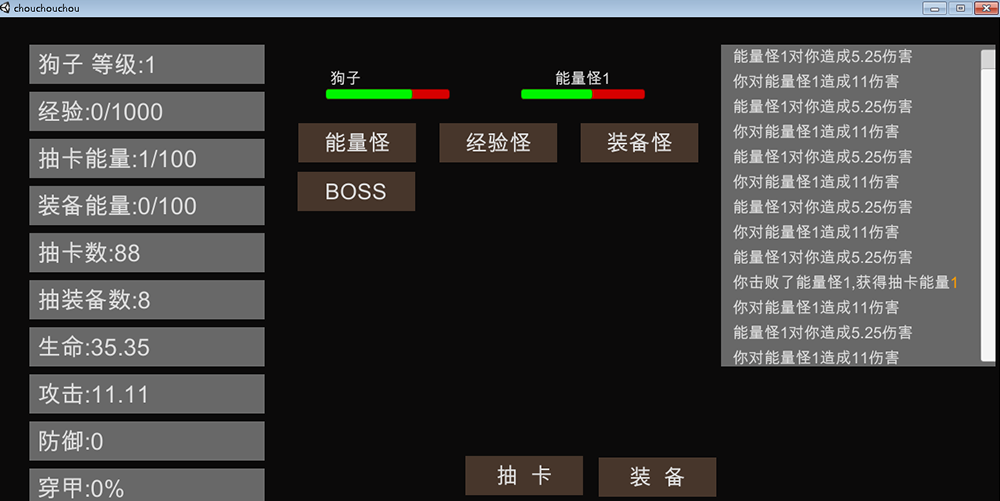 chouchouchou
狗子 等级:1
经验:0/1000
抽卡能量:1/100
装备能量:0/100
抽卡数:88
抽装备数:8
生命:35.35
攻击:11.11
防御:0
穿甲:0%
狗子
能量怪1
能量怪
经验怪
装备怪
BOSS
抽 卡
装 备
能量怪1对你造成5.25伤害
你对能量怪1造成11伤害
能量怪1对你造成5.25伤害
你对能量怪1造成11伤害
能量怪1对你造成5.25伤害
你对能量怪1造成11伤害
能量怪1对你造成5.25伤害
你对能量怪1造成11伤害
能量怪1对你造成5.25伤害
你击败了能量怪1,获得抽卡能量1
你对能量怪1造成11伤害
能量怪1对你造成5.25伤害
你对能量怪1造成11伤害